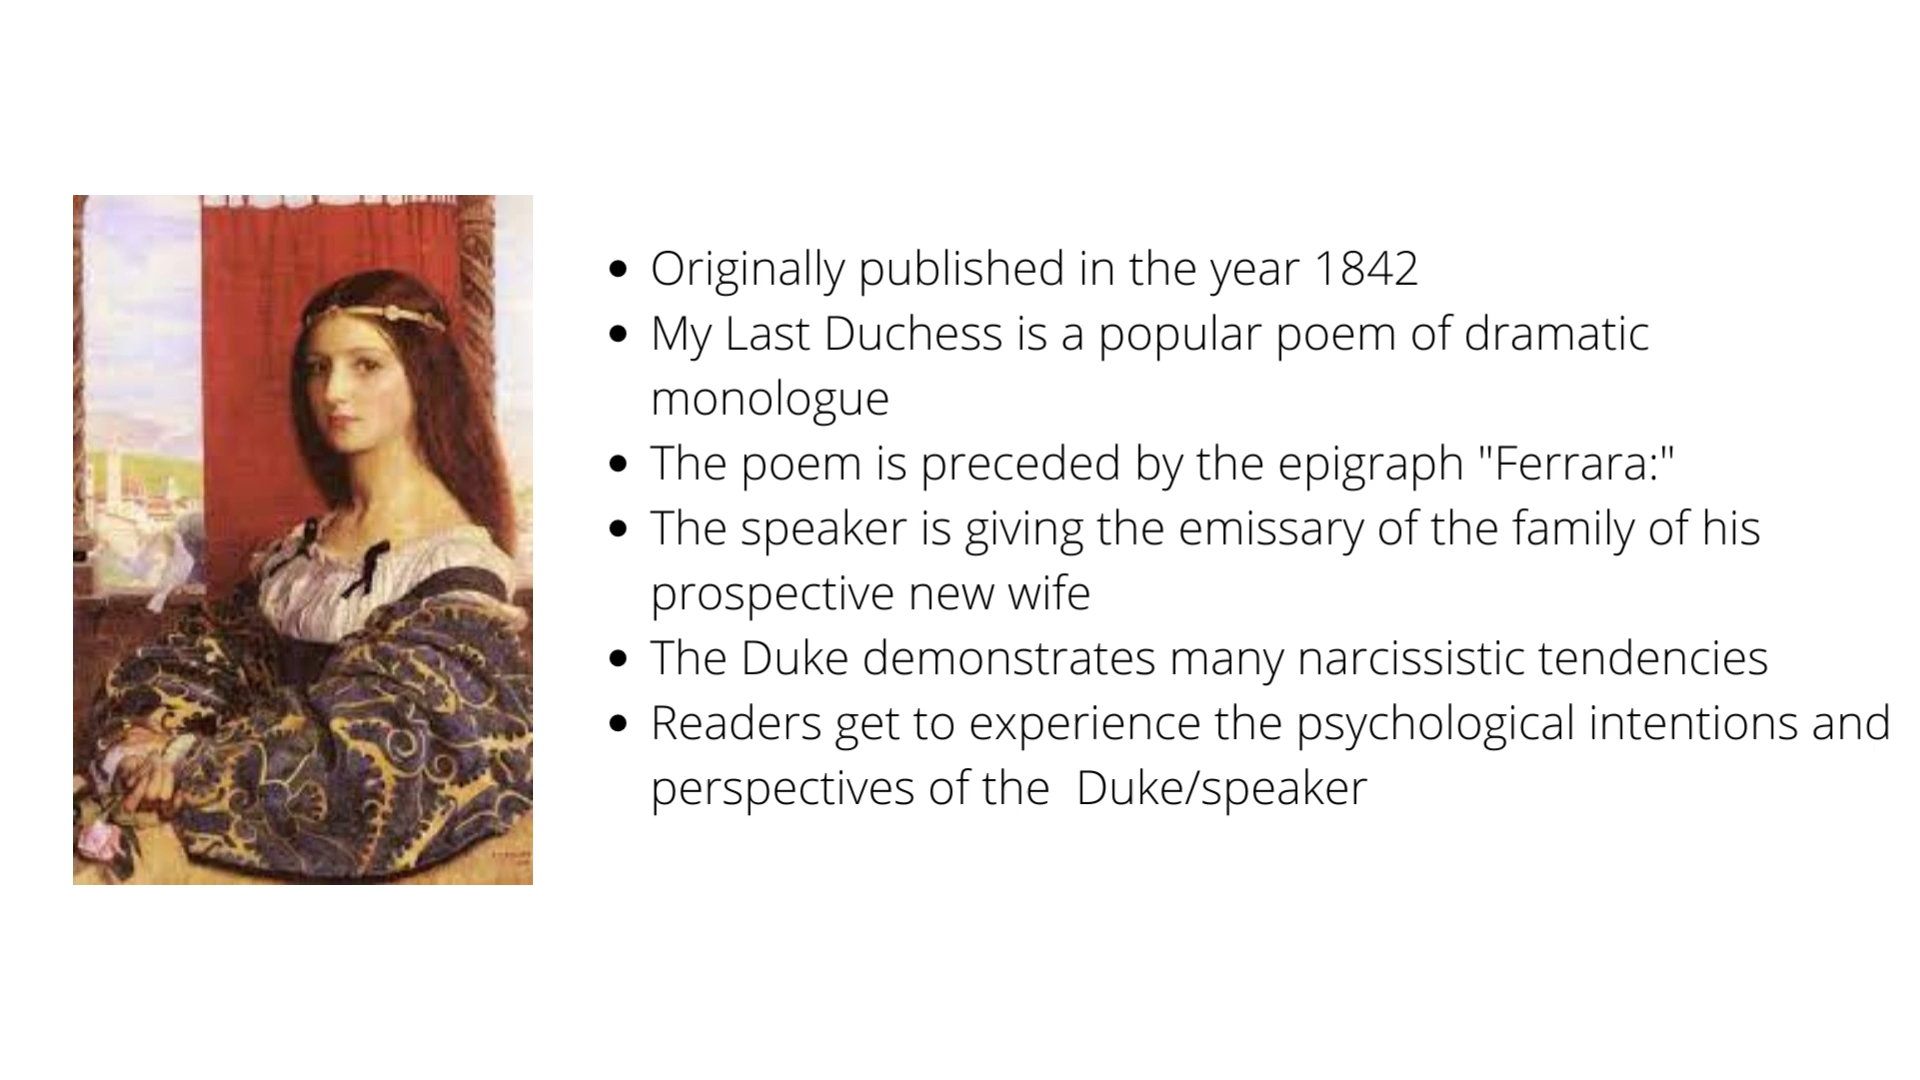 • Originally published in the year 1842
• My Last Duchess is a popular poem of dramatic
monologue
• The poem is preceded by the epigraph "Ferrara:"
• The speaker is giving the emissary of the family of his
prospective new wife
• The Duke demonstrates many narcissistic tendencies
• Readers get to experience the psychological intentions and
perspectives of the  Duke/speaker